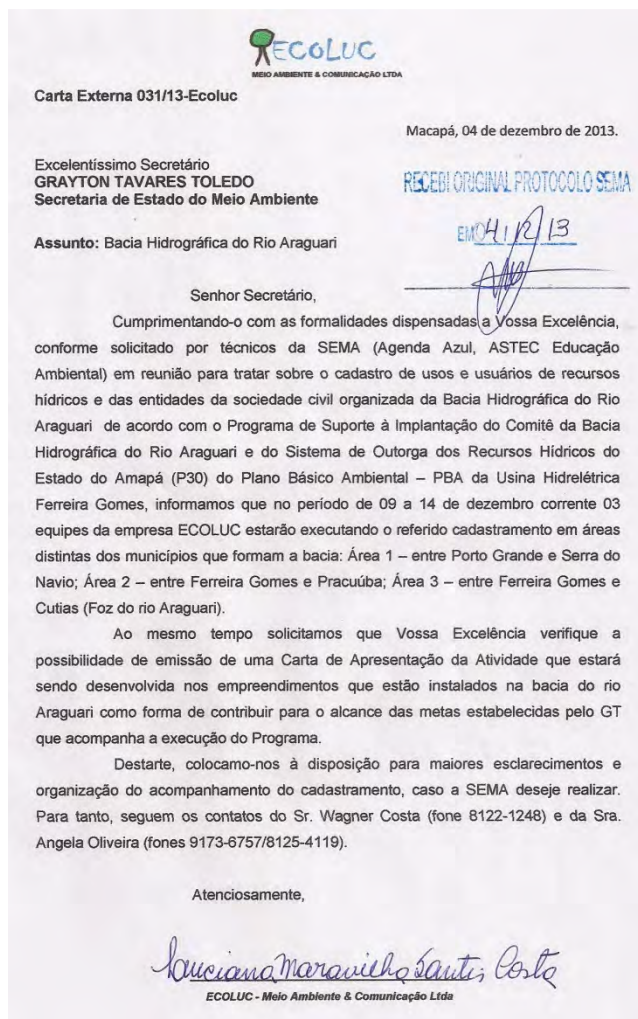 ECOLUC
MEIO AMBIENTE & COMUNICAÇÃO LTDA
Carta Externa 031/13-Ecoluc
Macapá, 04 de dezembro de 2013.
Excelentíssimo Secretário
GRAYTON TAVARES TOLEDO
Secretaria de Estado do Meio Ambiente
RECEBI ORIGINAL PROTOCOLO SEMA
EM 04/12/13
Assunto: Bacia Hidrográfica do Rio Araguari
Senhor Secretário,
Cumprimentando-o com as formalidades dispensadas a Vossa Excelência,
conforme solicitado por técnicos da SEMA (Agenda Azul, ASTEC Educação
Ambiental) em reunião para tratar sobre o cadastro de usos e usuários de recursos
hídricos e das entidades da sociedade civil organizada da Bacia Hidrográfica do Rio
Araguari de acordo com o Programa de Suporte à Implantação do Comitê da Bacia
Hidrográfica do Rio Araguari e do Sistema de Outorga dos Recursos Hídricos do
Estado do Amapá (P30) do Plano Básico Ambiental – PBA da Usina Hidrelétrica
Ferreira Gomes, informamos que no período de 09 a 14 de dezembro corrente 03
equipes da empresa ECOLUC estarão executando o referido cadastramento em áreas
distintas dos municípios que formam a bacia: Área 1 – entre Porto Grande e Serra do
Navio; Área 2 – entre Ferreira Gomes e Pracuúba; Área 3 – entre Ferreira Gomes e
Cutias (Foz do rio Araguari).
Ao mesmo tempo solicitamos que Vossa Excelência verifique a
possibilidade de emissão de uma Carta de Apresentação da Atividade que estará
sendo desenvolvida nos empreendimentos que estão instalados na bacia do rio
Araguari como forma de contribuir para o alcance das metas estabelecidas pelo GT
que acompanha a execução do Programa.
Destarte, colocamo-nos à disposição para maiores esclarecimentos e
organização do acompanhamento do cadastramento, caso a SEMA deseje realizar.
Para tanto, seguem os contatos do Sr. Wagner Costa (fone 8122-1248) e da Sra.
Angela Oliveira (fones 9173-6757/8125-4119).
Atenciosamente,
Luciana Maravilha Santis Costa
ECOLUC - Meio Ambiente & Comunicação Ltda